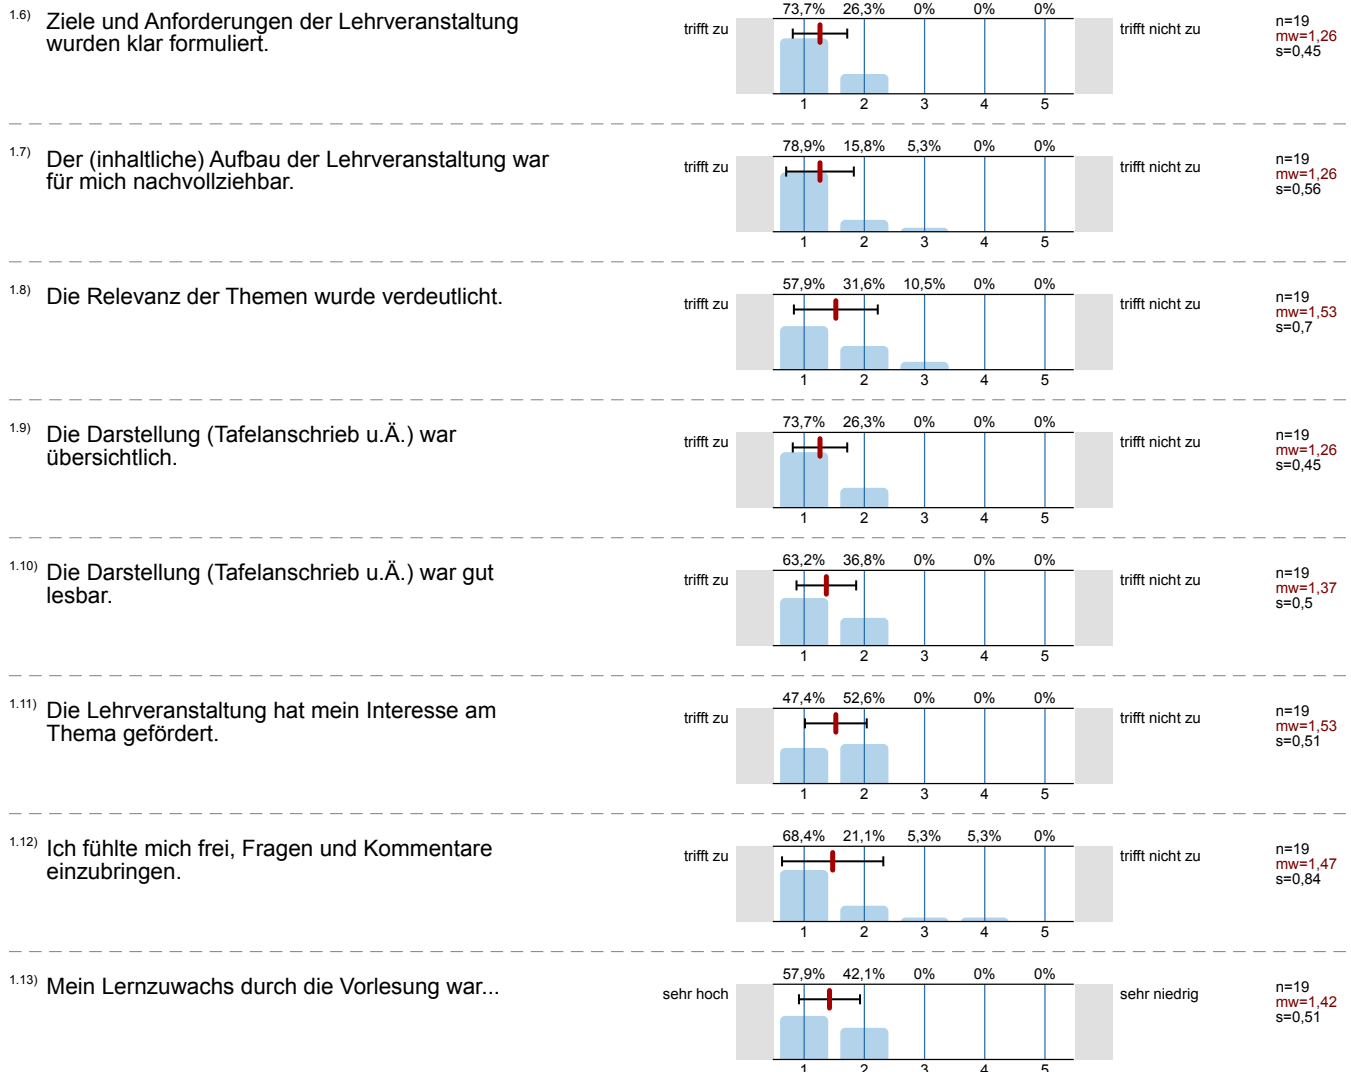 1.6) Ziele und Anforderungen der Lehrveranstaltung
wurden klar formuliert.
trifft zu
73,7% 26,3% 0% 0% 0%
1 2 3 4 5
trifft nicht zu
n=19
mw=1,26
s=0,45
1.7) Der (inhaltliche) Aufbau der Lehrveranstaltung war
für mich nachvollziehbar.
trifft zu
78,9% 15,8% 5,3% 0% 0%
1 2 3 4 5
trifft nicht zu
n=19
mw=1,26
s=0,56
1.8) Die Relevanz der Themen wurde verdeutlicht.
trifft zu
57,9% 31,6% 10,5% 0% 0%
1 2 3 4 5
trifft nicht zu
n=19
mw=1,53
s=0,7
1.9) Die Darstellung (Tafelanschrieb u.Ä.) war
übersichtlich.
trifft zu
73,7% 26,3% 0% 0% 0%
1 2 3 4 5
trifft nicht zu
n=19
mw=1,26
s=0,45
1.10) Die Darstellung (Tafelanschrieb u.Ä.) war gut
lesbar.
trifft zu
63,2% 36,8% 0% 0% 0%
1 2 3 4 5
trifft nicht zu
n=19
mw=1,37
s=0,5
1.11) Die Lehrveranstaltung hat mein Interesse am
Thema gefördert.
trifft zu
47,4% 52,6% 0% 0% 0%
1 2 3 4 5
trifft nicht zu
n=19
mw=1,53
s=0,51
1.12) Ich fühlte mich frei, Fragen und Kommentare
einzubringen.
trifft zu
68,4% 21,1% 5,3% 5,3% 0%
1 2 3 4 5
trifft nicht zu
n=19
mw=1,47
s=0,84
1.13) Mein Lernzuwachs durch die Vorlesung war...
sehr hoch
57,9% 42,1% 0% 0% 0%
1 2 3 4 5
sehr niedrig
n=19
mw=1,42
s=0,51